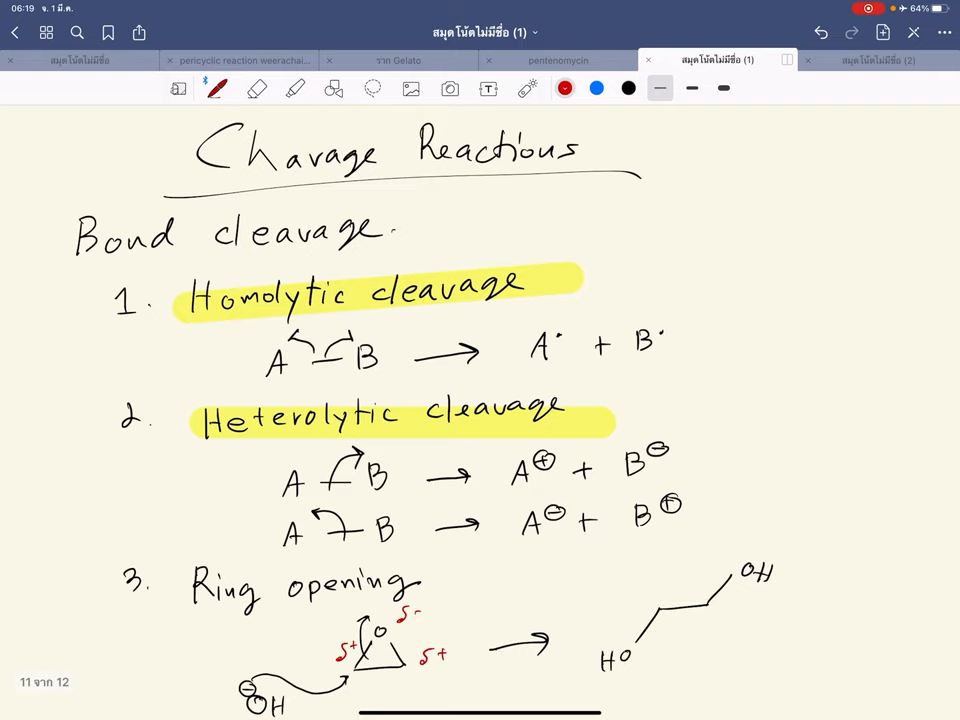 06:19 จ. 1 มี.ค.
64%
สมุดโน้ตไม่มีชื่อ (1)
สมุดโน้ตไม่มีชื่อ
pericyclic reaction weerachai...
ราก Gelato
pentenomycin
สมุดโน้ตไม่มีชื่อ (1)
สมุดโน้ตไม่มีชื่อ (2)
Chavage Reactions
Bond cleavage.
1. Homolytic cleavage
A — B → A· + B·
2. Heterolytic cleavage
A — B → A⊕ + B⊖
A — B → A⊖ + B⊕
3. Ring opening
OH
δ-
O
δ+ δ+ →
HO
⊖OH
11 จาก 12